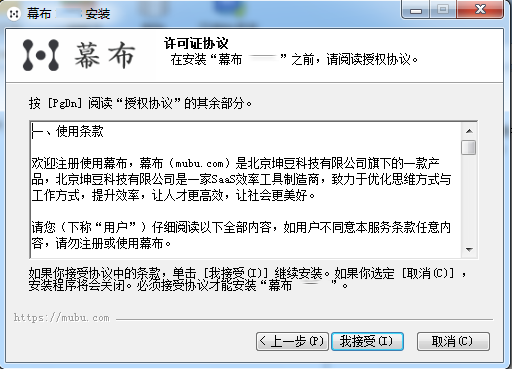 幕布 安装
幕布
许可证协议
在安装“幕布 ”之前，请阅读授权协议。
按 [PgDn] 阅读“授权协议”的其余部分。
一、使用条款
欢迎注册使用幕布，幕布（mubu.com）是北京坤豆科技有限公司旗下的一款产
品，北京坤豆科技有限公司是一家SaaS效率工具制造商，致力于优化思维方式与
工作方式，提升效率，让人才更高效，让社会更美好。
请您（下称“用户”）仔细阅读以下全部内容，如用户不同意本服务条款任意内
容，请勿注册或使用幕布。
如果你接受协议中的条款，单击 [我接受(I)] 继续安装。如果你选定 [取消(C)] ，
安装程序将会关闭。必须接受协议才能安装“幕布 ”。
https://mubu.com
< 上一步(P)
我接受(I)
取消(C)